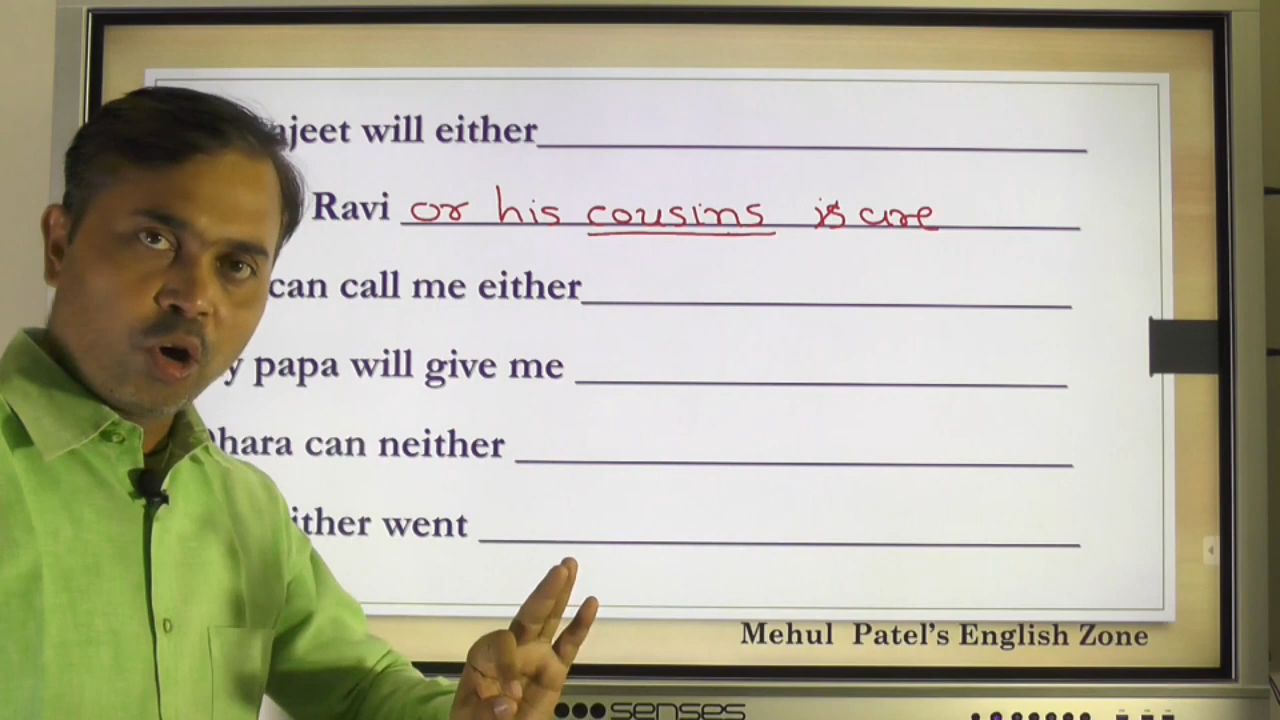 ajeet will either
Ravi or his cousins is are
can call me either
y papa will give me
Dhara can neither
ither went
Mehul Patel's English Zone
senses